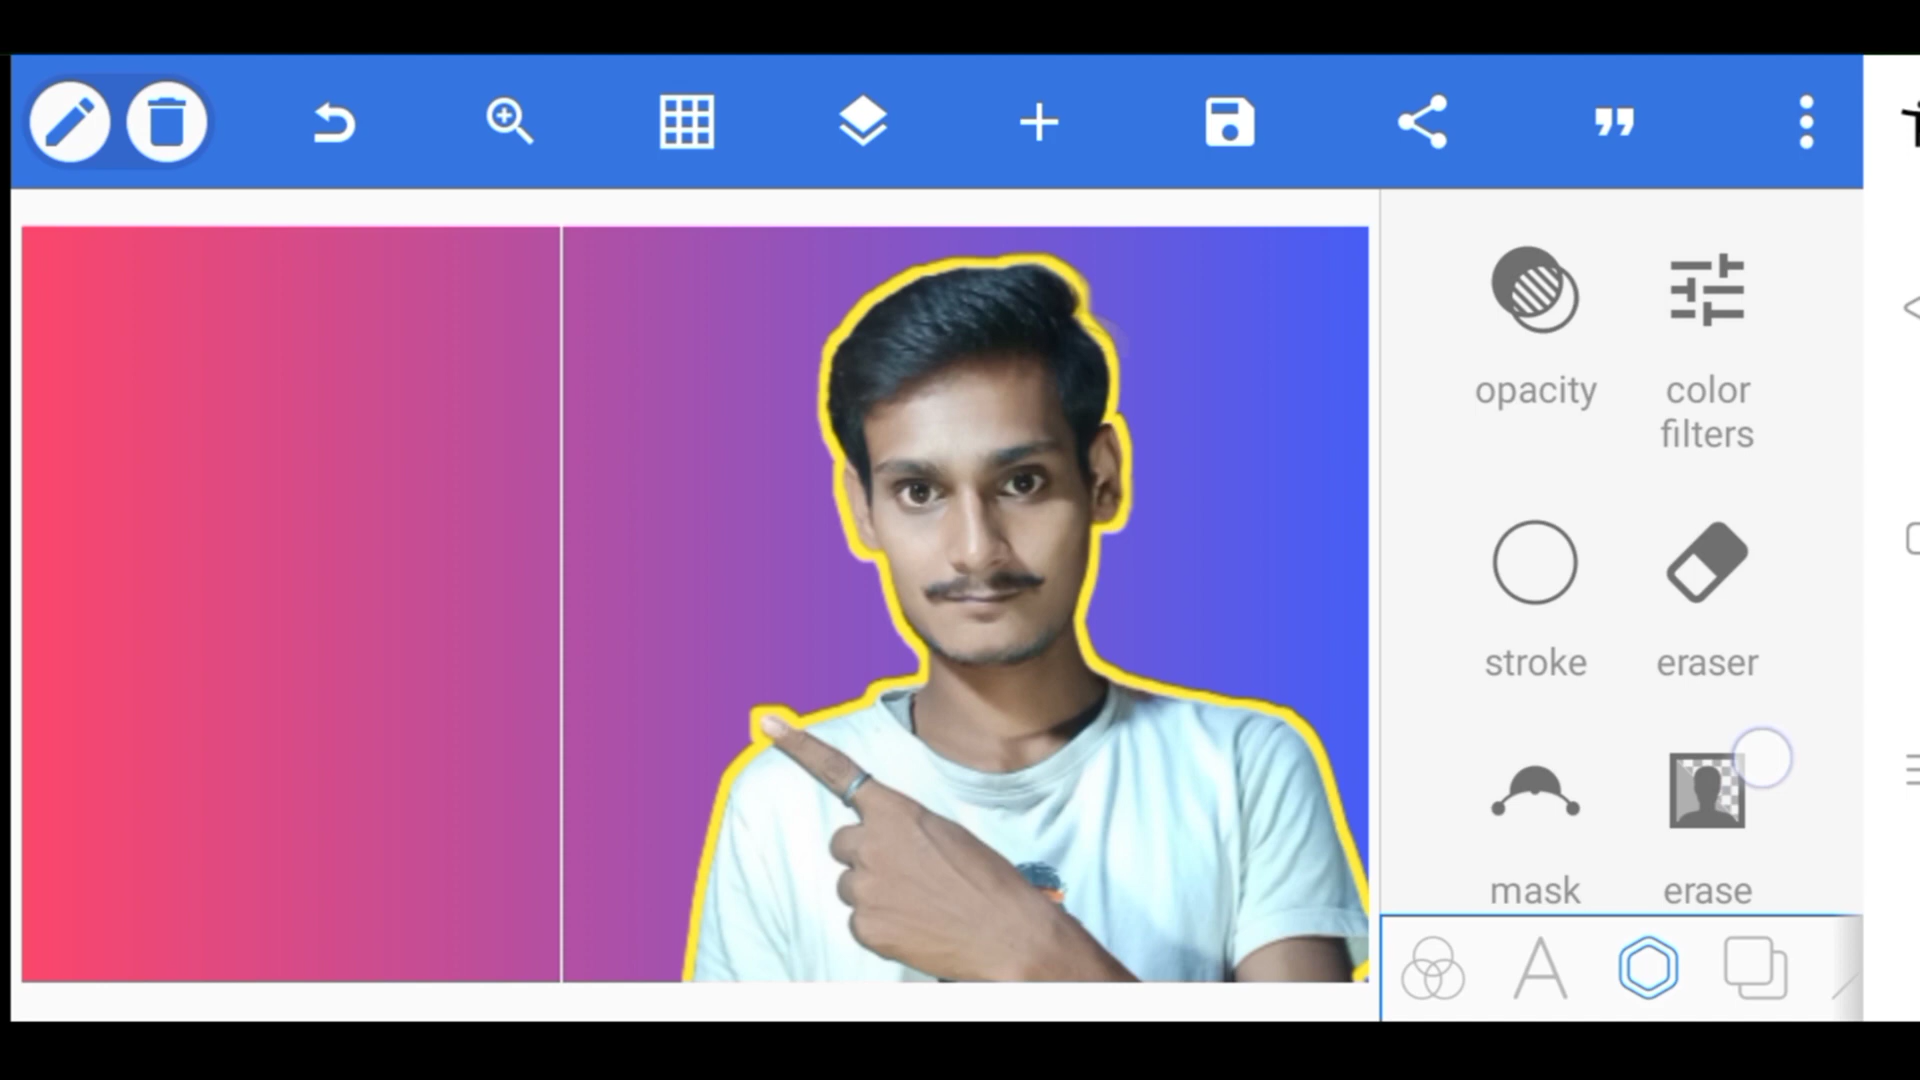 opacity
color
filters
stroke
eraser
mask
erase